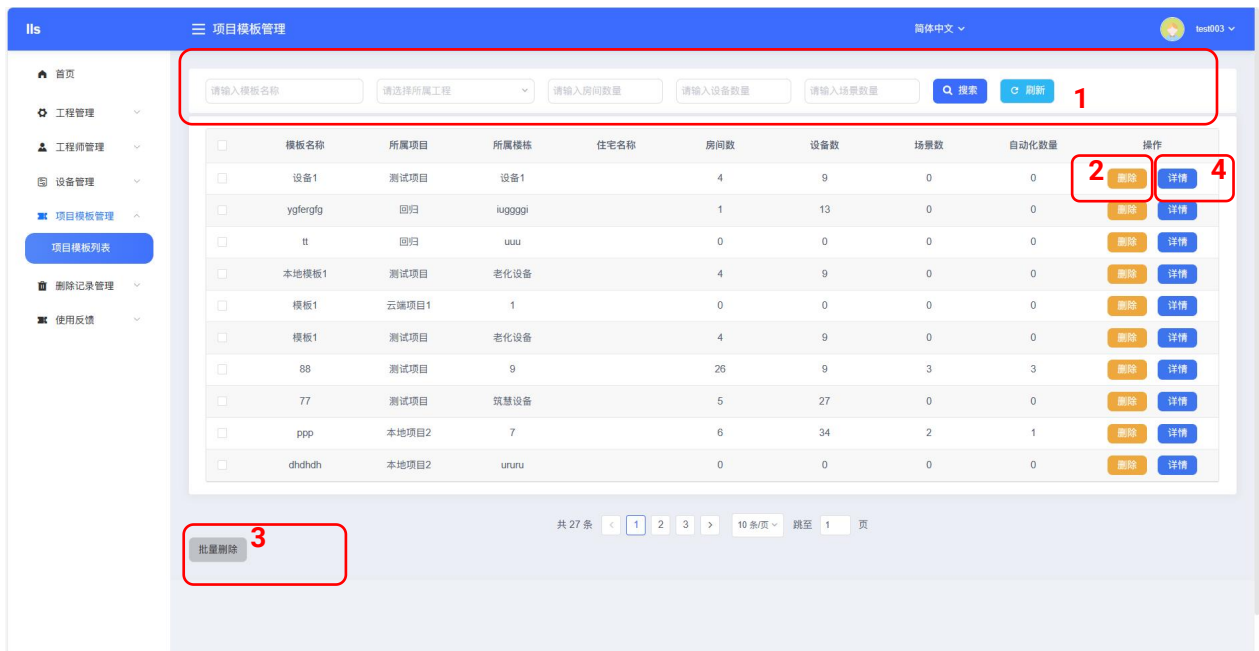 lls 项目模板管理 简体中文 test003
首页
工程管理
工程师管理
设备管理
项目模板管理
项目模板列表
删除记录管理
使用反馈
请输入模板名称 请选择所属工程 请输入房间数量 请输入设备数量 请输入场景数量 搜索 刷新 1
模板名称 所属项目 所属楼栋 住宅名称 房间数 设备数 场景数 自动化数量 操作
设备1 测试项目 设备1 4 9 0 0 2 删除 详情 4
ygfergfg 回归 iuggggi 1 13 0 0 删除 详情
tt 回归 uuu 0 0 0 0 删除 详情
本地模板1 测试项目 老化设备 4 9 0 0 删除 详情
模板1 云端项目1 1 0 0 0 0 删除 详情
模板1 测试项目 老化设备 4 9 0 0 删除 详情
88 测试项目 9 26 9 3 3 删除 详情
77 测试项目 筑慧设备 5 27 0 0 删除 详情
ppp 本地项目2 7 6 34 2 1 删除 详情
dhdhdh 本地项目2 ururu 0 0 0 0 删除 详情
共 27 条 < 1 2 3 > 10 条/页 跳至 1 页
批量删除 3